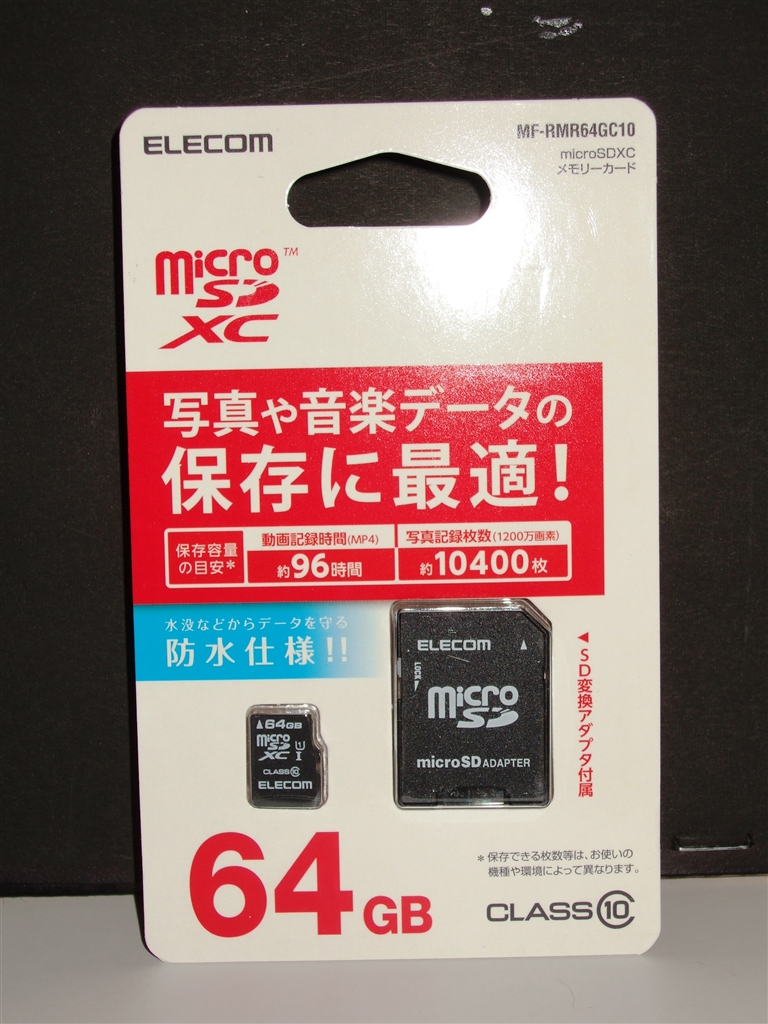 ELECOM
MF-RMR64GC10
microSDXC
メモリーカード
micro™
SD
XC
写真や音楽データの
保存に最適!
保存容量
の目安*
動画記録時間(MP4)
約96時間
写真記録枚数(1200万画素)
約10400枚
水没などからデータを守る
防水仕様!!
ELECOM
LOCK
micro
SD
microSD ADAPTER
◀SD変換アダプタ付属
64GB
micro
SD
XC
U1
I
CLASS10
ELECOM
64GB
*保存できる枚数等は、お使いの
機種や環境によって異なります。
CLASS10